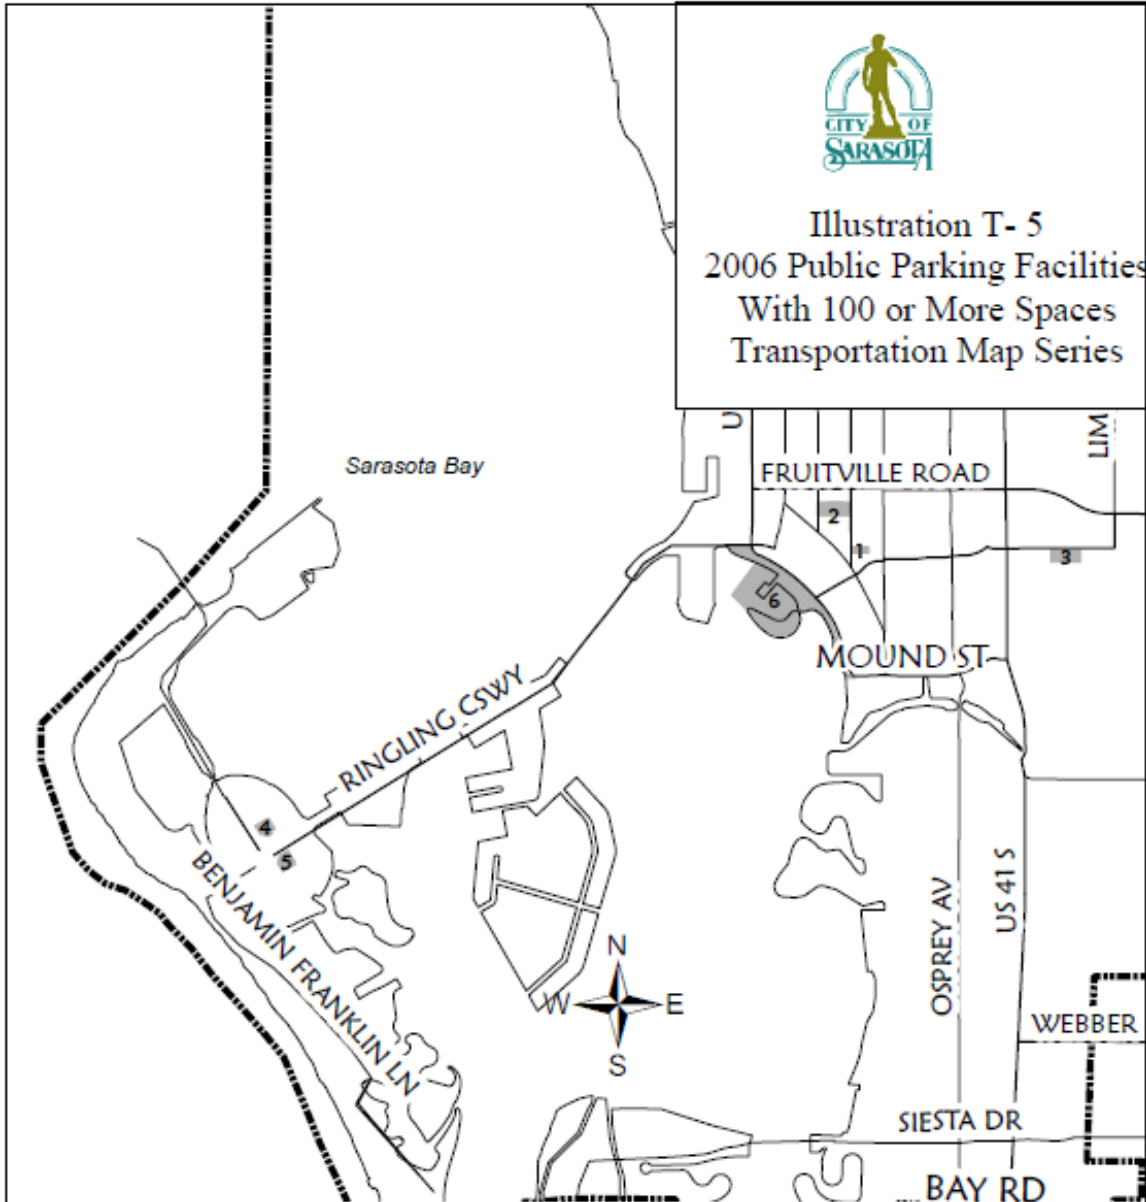 CITY OF
SARASOTA
Illustration T- 5
2006 Public Parking Facilities
With 100 or More Spaces
Transportation Map Series
U
LIM
Sarasota Bay
FRUITVILLE ROAD
2
1
3
6
MOUND ST
RINGLING CSWY
4
5
BENJAMIN FRANKLIN LN
OSPREY AV
US 41 S
N
W E
S
WEBBER
SIESTA DR
BAY RD